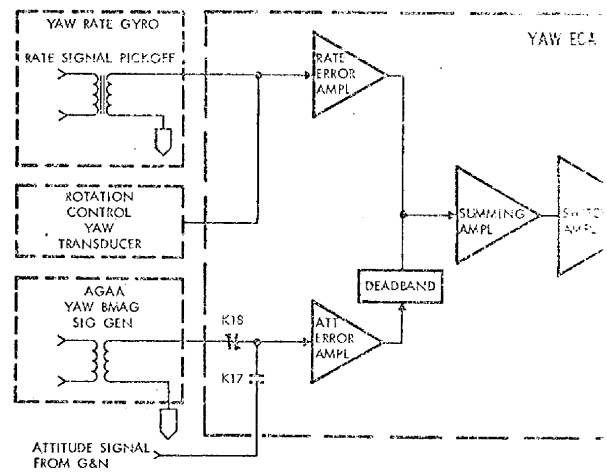 YAW RATE GYRO
RATE SIGNAL PICKOFF
RATE
ERROR
AMPL
YAW ECA
ROTATION
CONTROL
YAW
TRANSDUCER
SUMMING
AMPL
AMPL
DEADBAND
AGAA
YAW BMAG
SIG GEN
K18
K17
ATT
ERROR
AMPL
ATTITUDE SIGNAL
FROM G&N